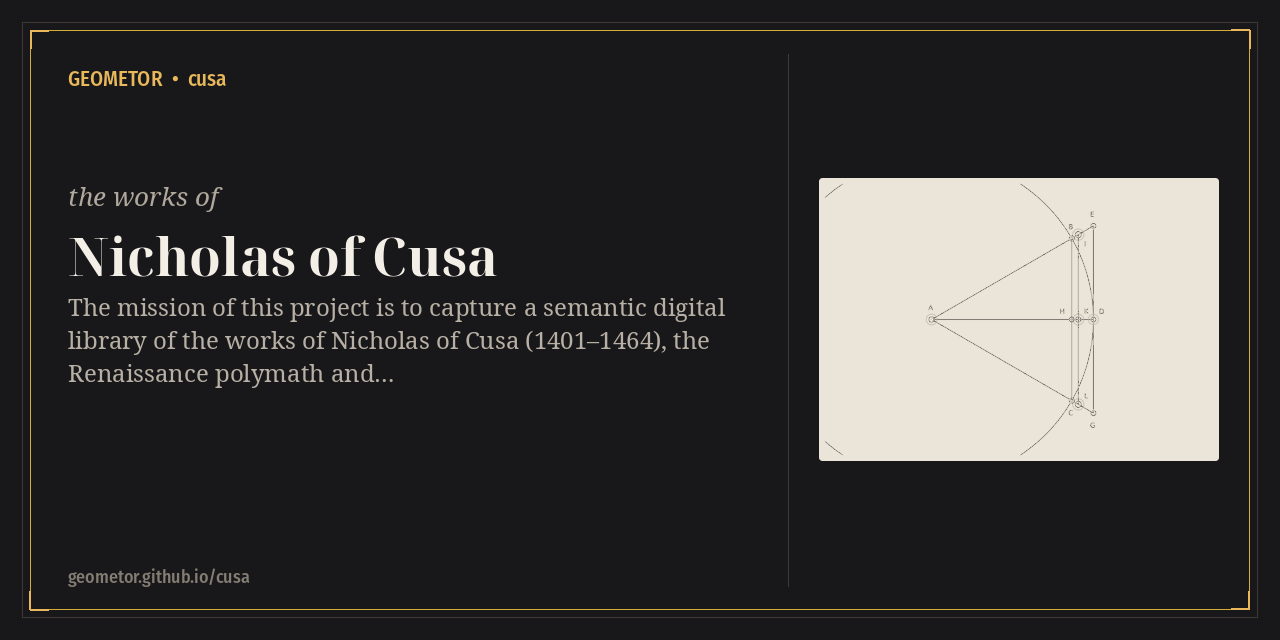 GEOMETOR • cusa
the works of
Nicholas of Cusa
The mission of this project is to capture a semantic digital
library of the works of Nicholas of Cusa (1401–1464), the
Renaissance polymath and...
geometor.github.io/cusa
E
B
I
A
H
K
D
L
C
G